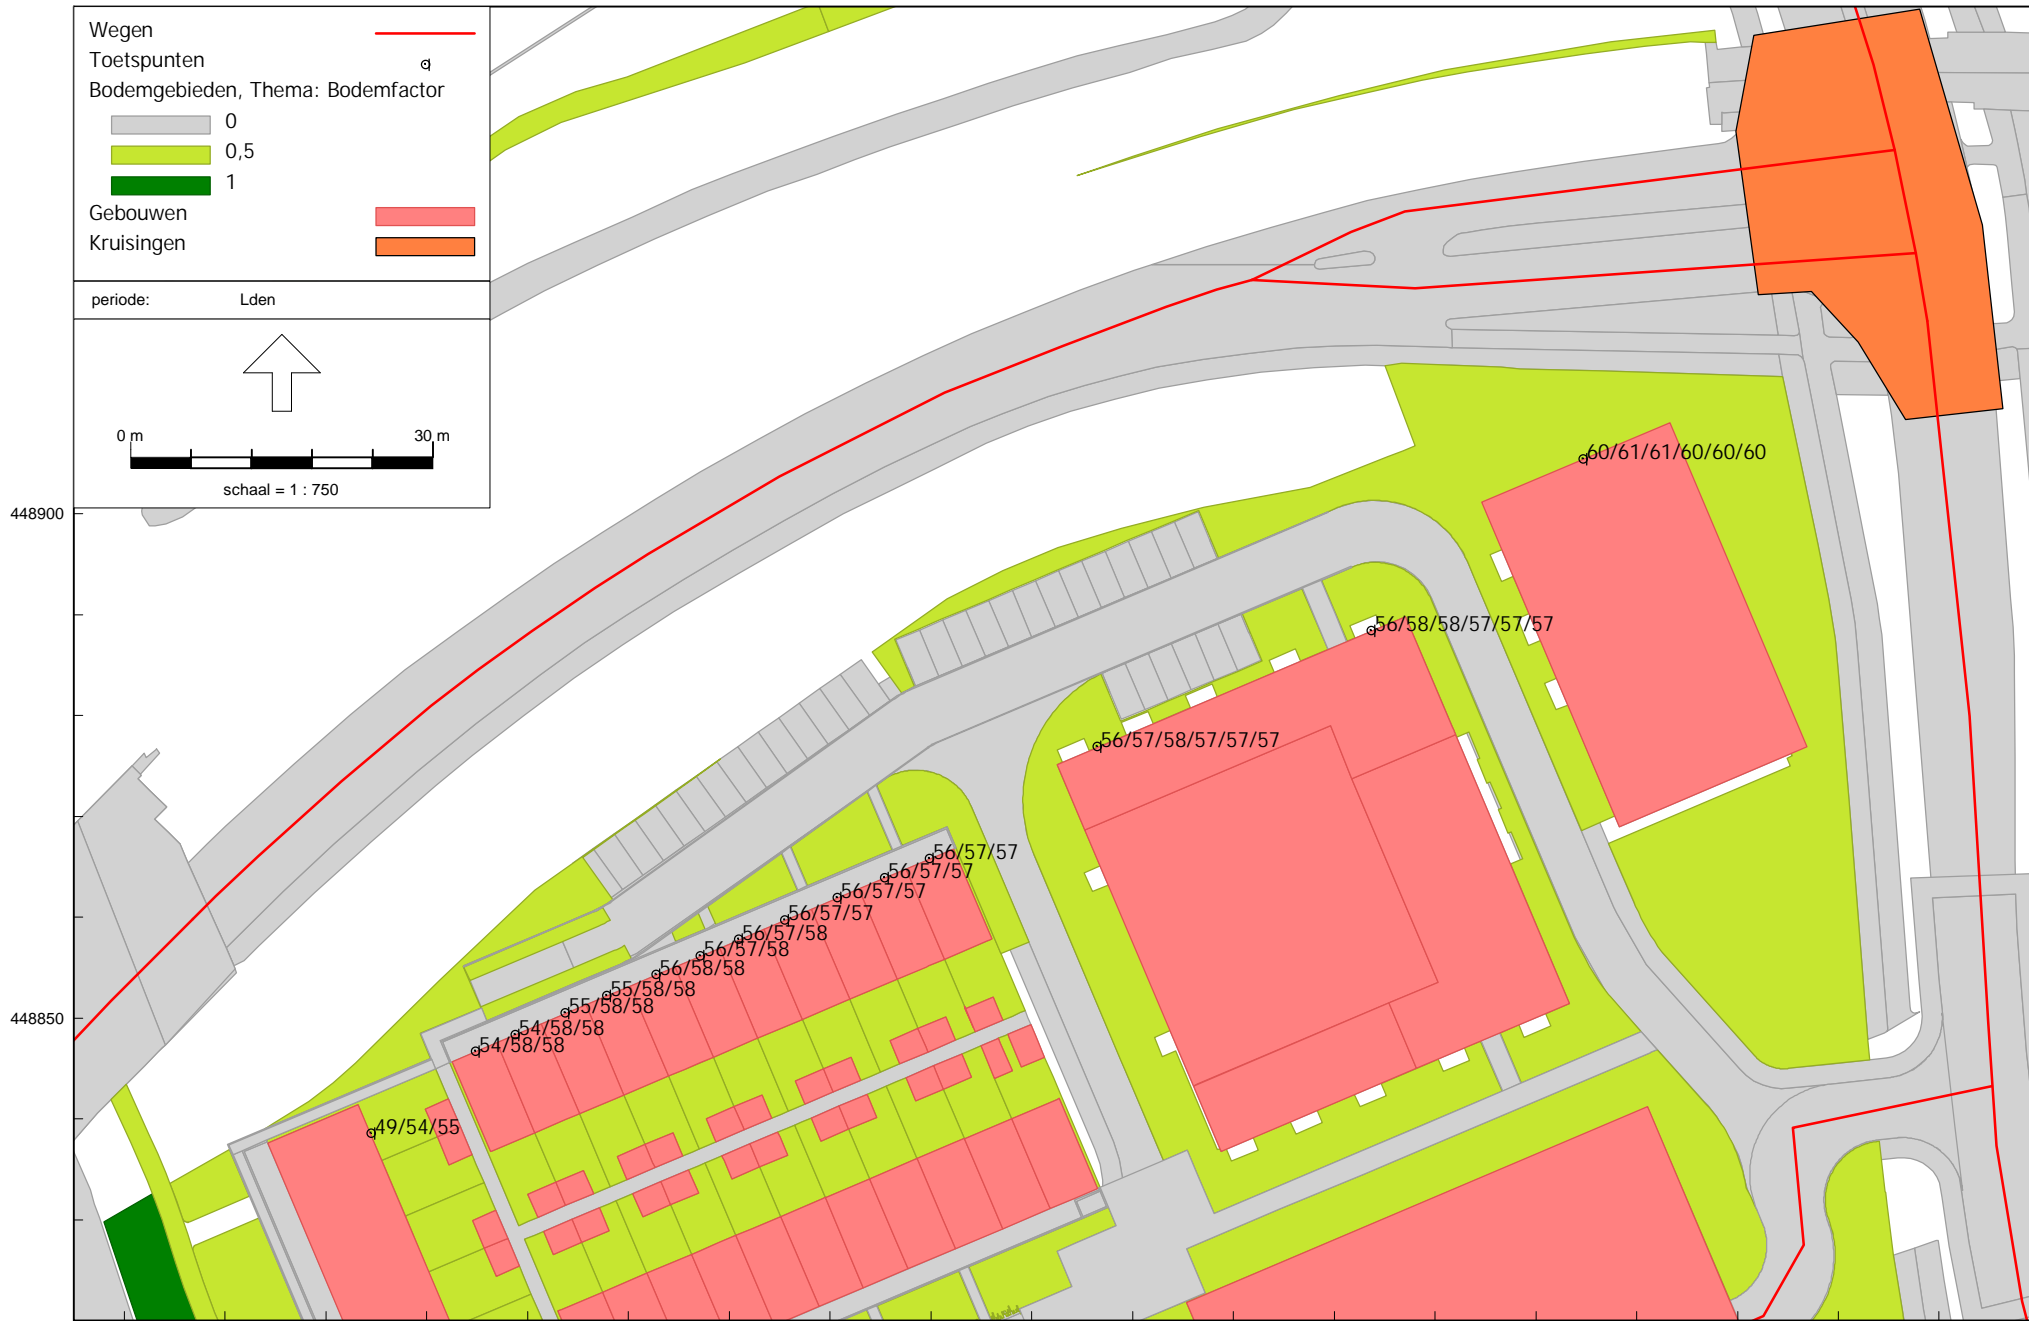 Wegen
Toetspunten
Bodemgebieden, Thema: Bodemfactor
0
0,5
1
Gebouwen
Kruisingen
periode: Lden
0 m 30 m
schaal = 1 : 750
448900
448850
60/61/61/60/60/60
56/58/58/57/57/57
56/57/58/57/57/57
56/57/57
56/57/57
56/57/57
56/57/57
56/57/58
56/57/58
56/58/58
55/58/58
55/58/58
54/58/58
54/58/58
49/54/55